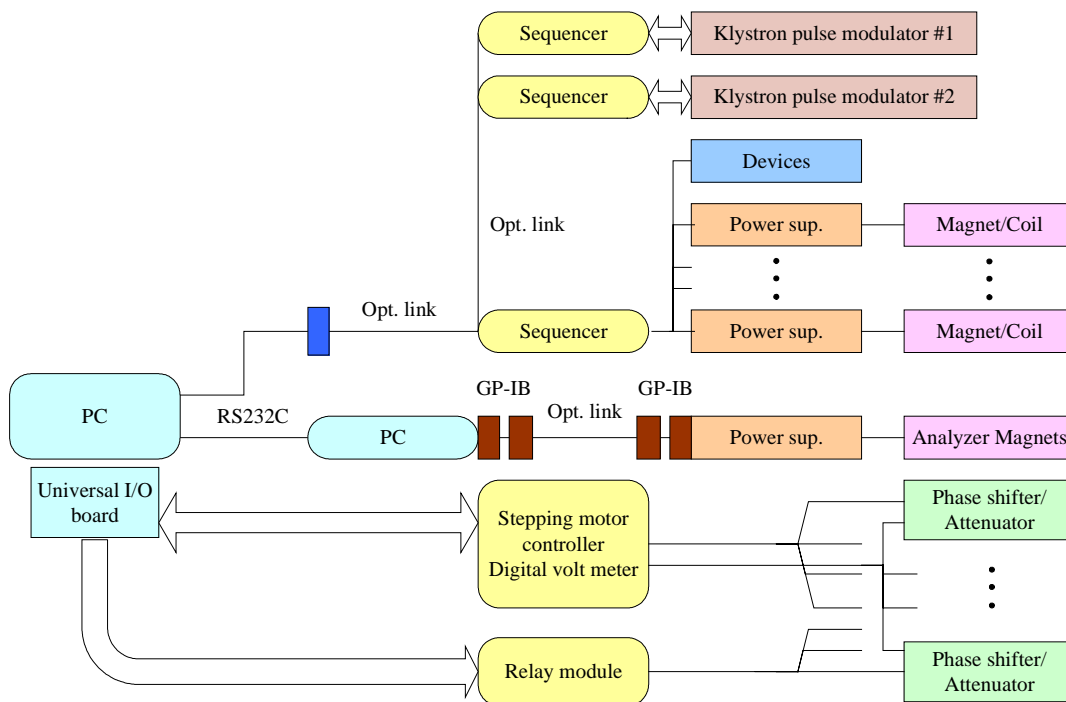 Sequencer
Klystron pulse modulator #1
Sequencer
Klystron pulse modulator #2
Devices
Opt. link
Power sup.
Magnet/Coil
Opt. link
Sequencer
Power sup.
Magnet/Coil
PC
RS232C
PC
GP-IB
Opt. link
GP-IB
Power sup.
Analyzer Magnets
Universal I/O
board
Stepping motor
controller
Digital volt meter
Phase shifter/
Attenuator
Relay module
Phase shifter/
Attenuator